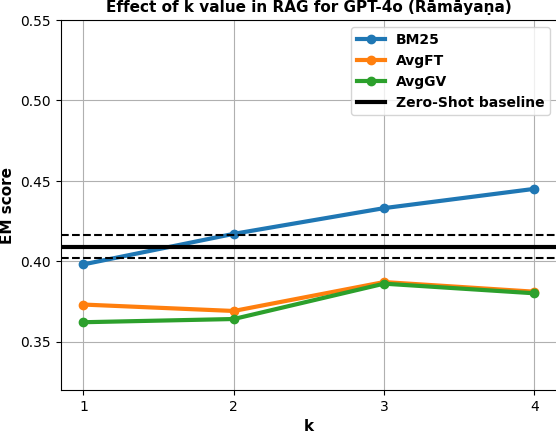 Effect of k value in RAG for GPT-4o (Rāmāyaṇa)
BM25
AvgFT
AvgGV
Zero-Shot baseline
EM score
0.55
0.50
0.45
0.40
0.35
1 2 3 4
k